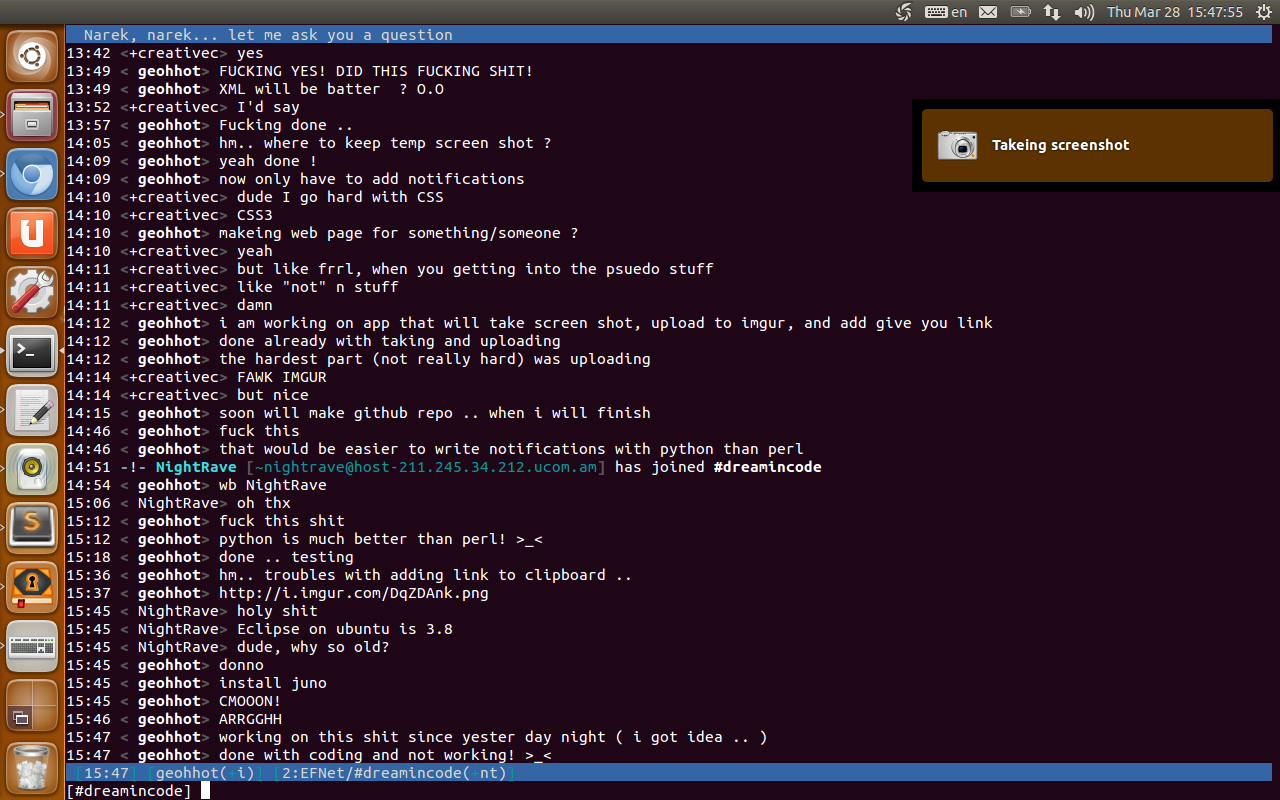 en Thu Mar 28 15:47:55
Narek, narek... let me ask you a question
13:42 <+creativec> yes
13:49 < geohhot> FUCKING YES! DID THIS FUCKING SHIT!
13:49 < geohhot> XML will be batter  ? O.O
13:52 <+creativec> I'd say
13:57 < geohhot> Fucking done ..
14:05 < geohhot> hm.. where to keep temp screen shot ?
Takeing screenshot
14:09 < geohhot> yeah done !
14:09 < geohhot> now only have to add notifications
14:10 <+creativec> dude I go hard with CSS
14:10 <+creativec> CSS3
14:10 < geohhot> makeing web page for something/someone ?
14:10 <+creativec> yeah
14:11 <+creativec> but like frrl, when you getting into the psuedo stuff
14:11 <+creativec> like "not" n stuff
14:11 <+creativec> damn
14:12 < geohhot> i am working on app that will take screen shot, upload to imgur, and add give you link
14:12 < geohhot> done already with taking and uploading
14:12 < geohhot> the hardest part (not really hard) was uploading
14:14 <+creativec> FAWK IMGUR
14:14 <+creativec> but nice
14:15 < geohhot> soon will make github repo .. when i will finish
14:46 < geohhot> fuck this
14:46 < geohhot> that would be easier to write notifications with python than perl
14:51 -!- NightRave [~nightrave@host-211.245.34.212.ucom.am] has joined #dreamincode
14:54 < geohhot> wb NightRave
15:06 < NightRave> oh thx
15:12 < geohhot> fuck this shit
15:12 < geohhot> python is much better than perl! >_<
15:18 < geohhot> done .. testing
15:36 < geohhot> hm.. troubles with adding link to clipboard ..
15:37 < geohhot> http://i.imgur.com/DqZDAnk.png
15:45 < NightRave> holy shit
15:45 < NightRave> Eclipse on ubuntu is 3.8
15:45 < NightRave> dude, why so old?
15:45 < geohhot> donno
15:45 < geohhot> install juno
15:45 < geohhot> CMOOON!
15:46 < geohhot> ARRGGHH
15:47 < geohhot> working on this shit since yester day night ( i got idea .. )
15:47 < geohhot> done with coding and not working! >_<
[15:47] [geohhot(+i)] [2:EFNet/#dreamincode(+nt)]
[#dreamincode]